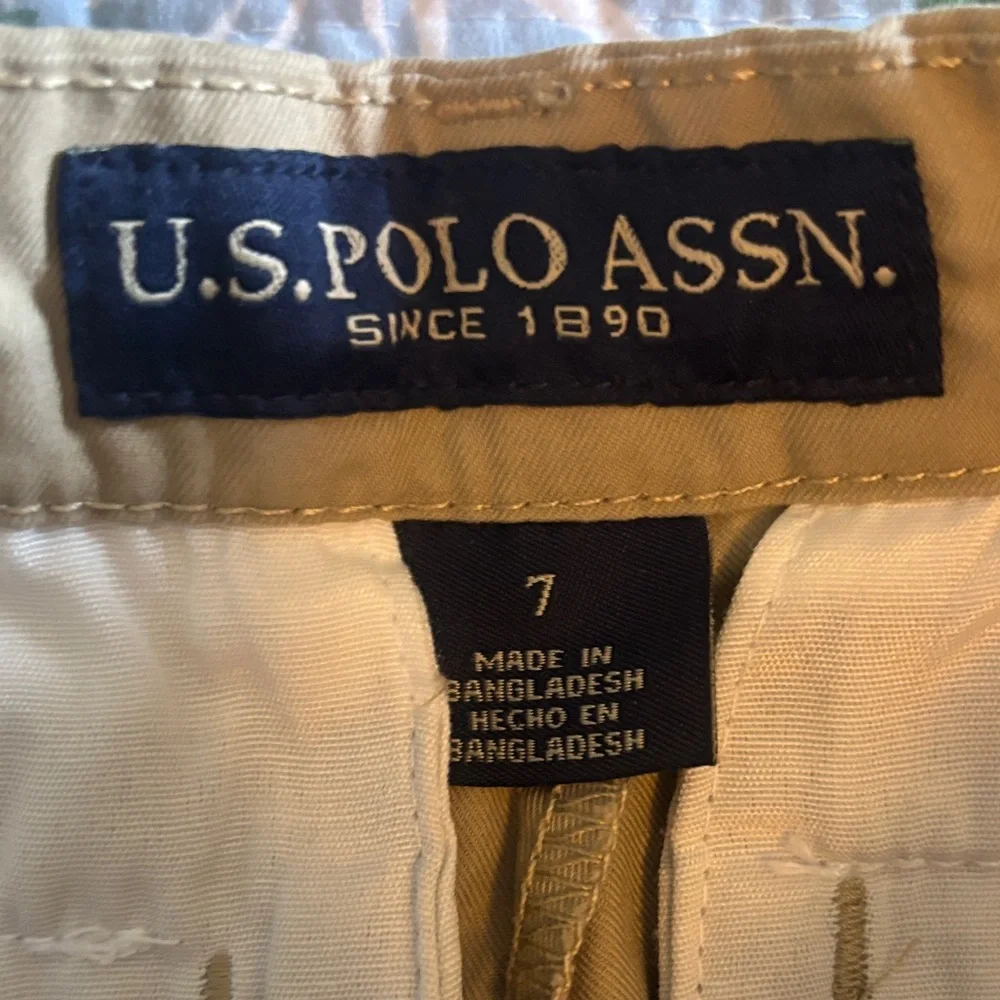 U.S. POLO ASSN.
SINCE 1890
7
MADE IN
BANGLADESH
HECHO EN
BANGLADESH